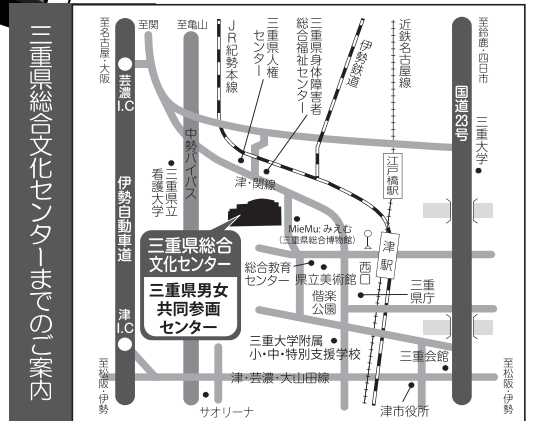 三重県総合文化センターまでのご案内
至名古屋・大阪
至関
至亀山
JR紀勢本線
三重県人権
センター
三重県身体障害者
総合福祉センター
伊勢鉄道
近鉄名古屋線
至鈴鹿・四日市
芸濃
I.C
国道23号
三重大学
中勢バイパス
三重県立
看護大学
津・関線
江戸橋駅
伊勢自動車道
MieMu:みえむ
(三重県総合博物館)
津駅
西口
三重県総合
文化センター
三重県男女
共同参画
センター
総合教育
センター
県立美術館
偕楽
公園
三重
県庁
津
I.C
三重大学附属
小・中・特別支援学校
三重会館
至松阪・伊勢
津・芸濃・大山田線
至松阪・伊勢
サオリーナ
津市役所